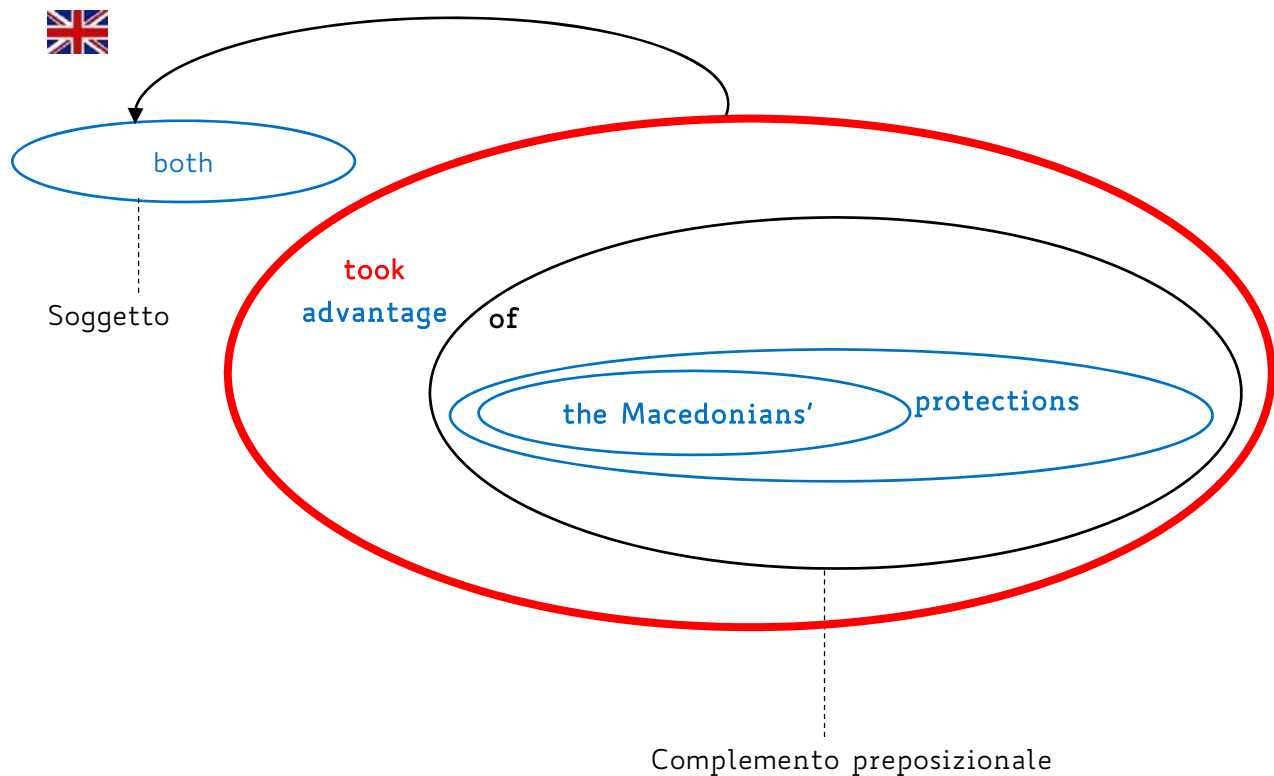 both
Soggetto
took
advantage of
the Macedonians’ protections
Complemento preposizionale